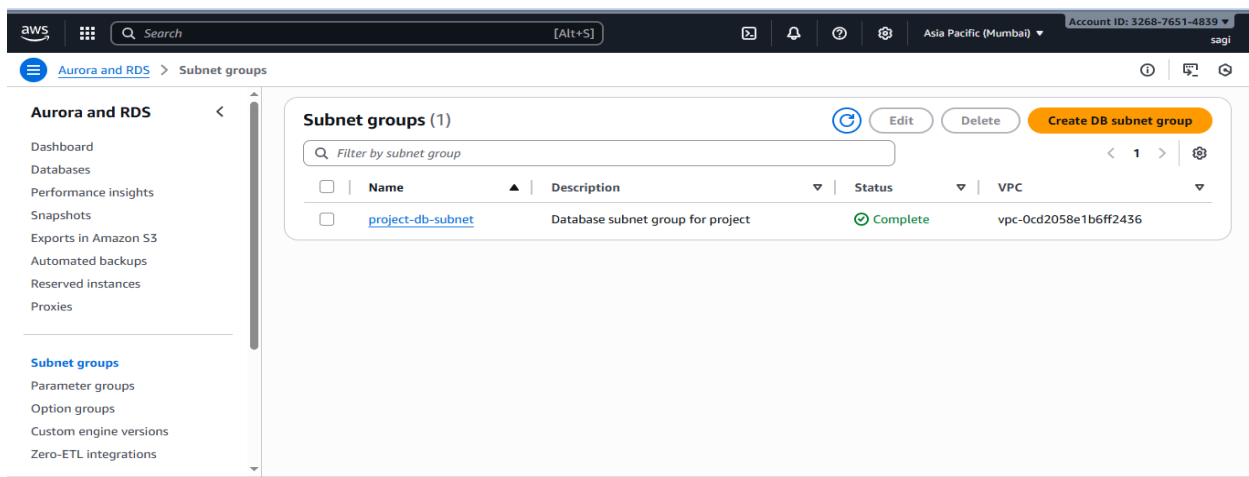 aws
Search [Alt+S] Asia Pacific (Mumbai) ▼ Account ID: 3268-7651-4839 ▼
sagi
Aurora and RDS > Subnet groups
Aurora and RDS
Dashboard
Databases
Performance insights
Snapshots
Exports in Amazon S3
Automated backups
Reserved instances
Proxies
Subnet groups
Parameter groups
Option groups
Custom engine versions
Zero-ETL integrations
Subnet groups (1) Edit Delete Create DB subnet group
Filter by subnet group < 1 >
Name Description Status VPC
project-db-subnet Database subnet group for project Complete vpc-0cd2058e1b6ff2436